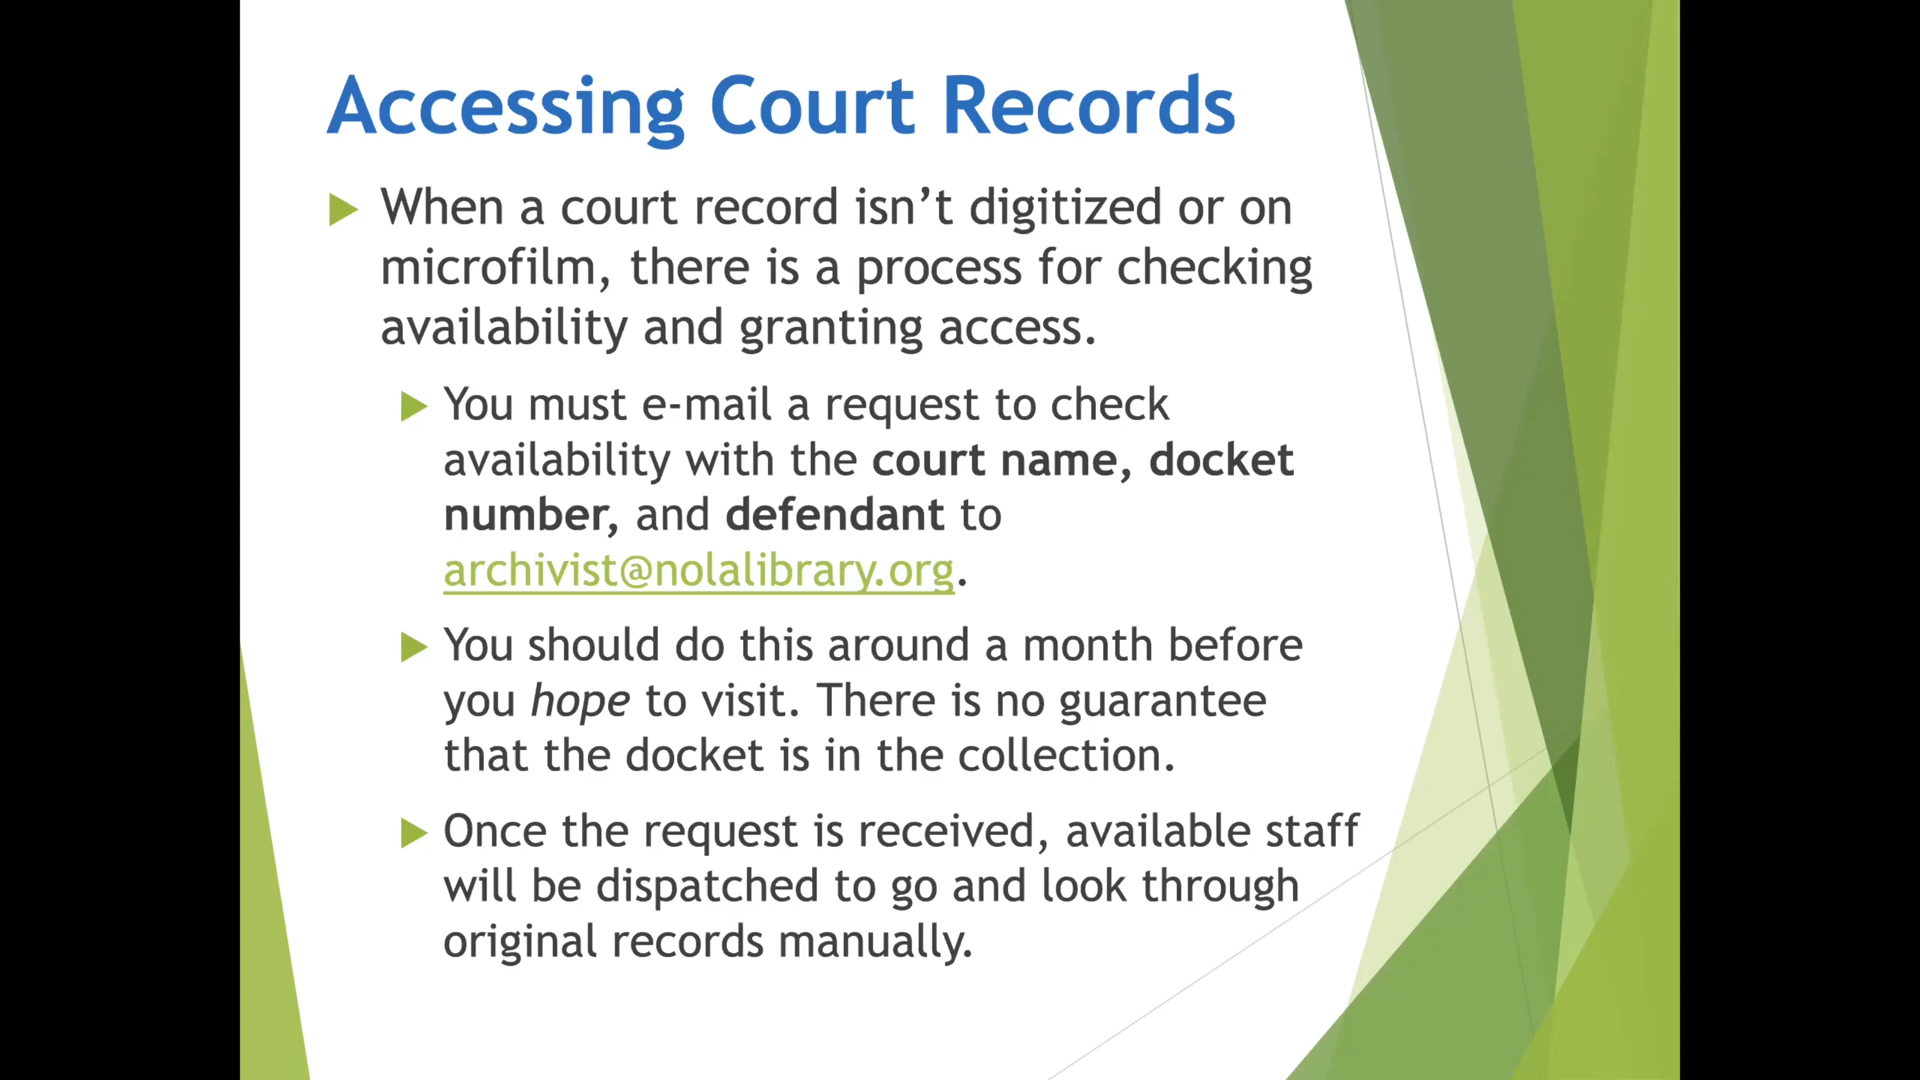 Accessing Court Records
When a court record isn’t digitized or on
microfilm, there is a process for checking
availability and granting access.
You must e-mail a request to check
availability with the court name, docket
number, and defendant to
archivist@nolalibrary.org.
You should do this around a month before
you hope to visit. There is no guarantee
that the docket is in the collection.
Once the request is received, available staff
will be dispatched to go and look through
original records manually.